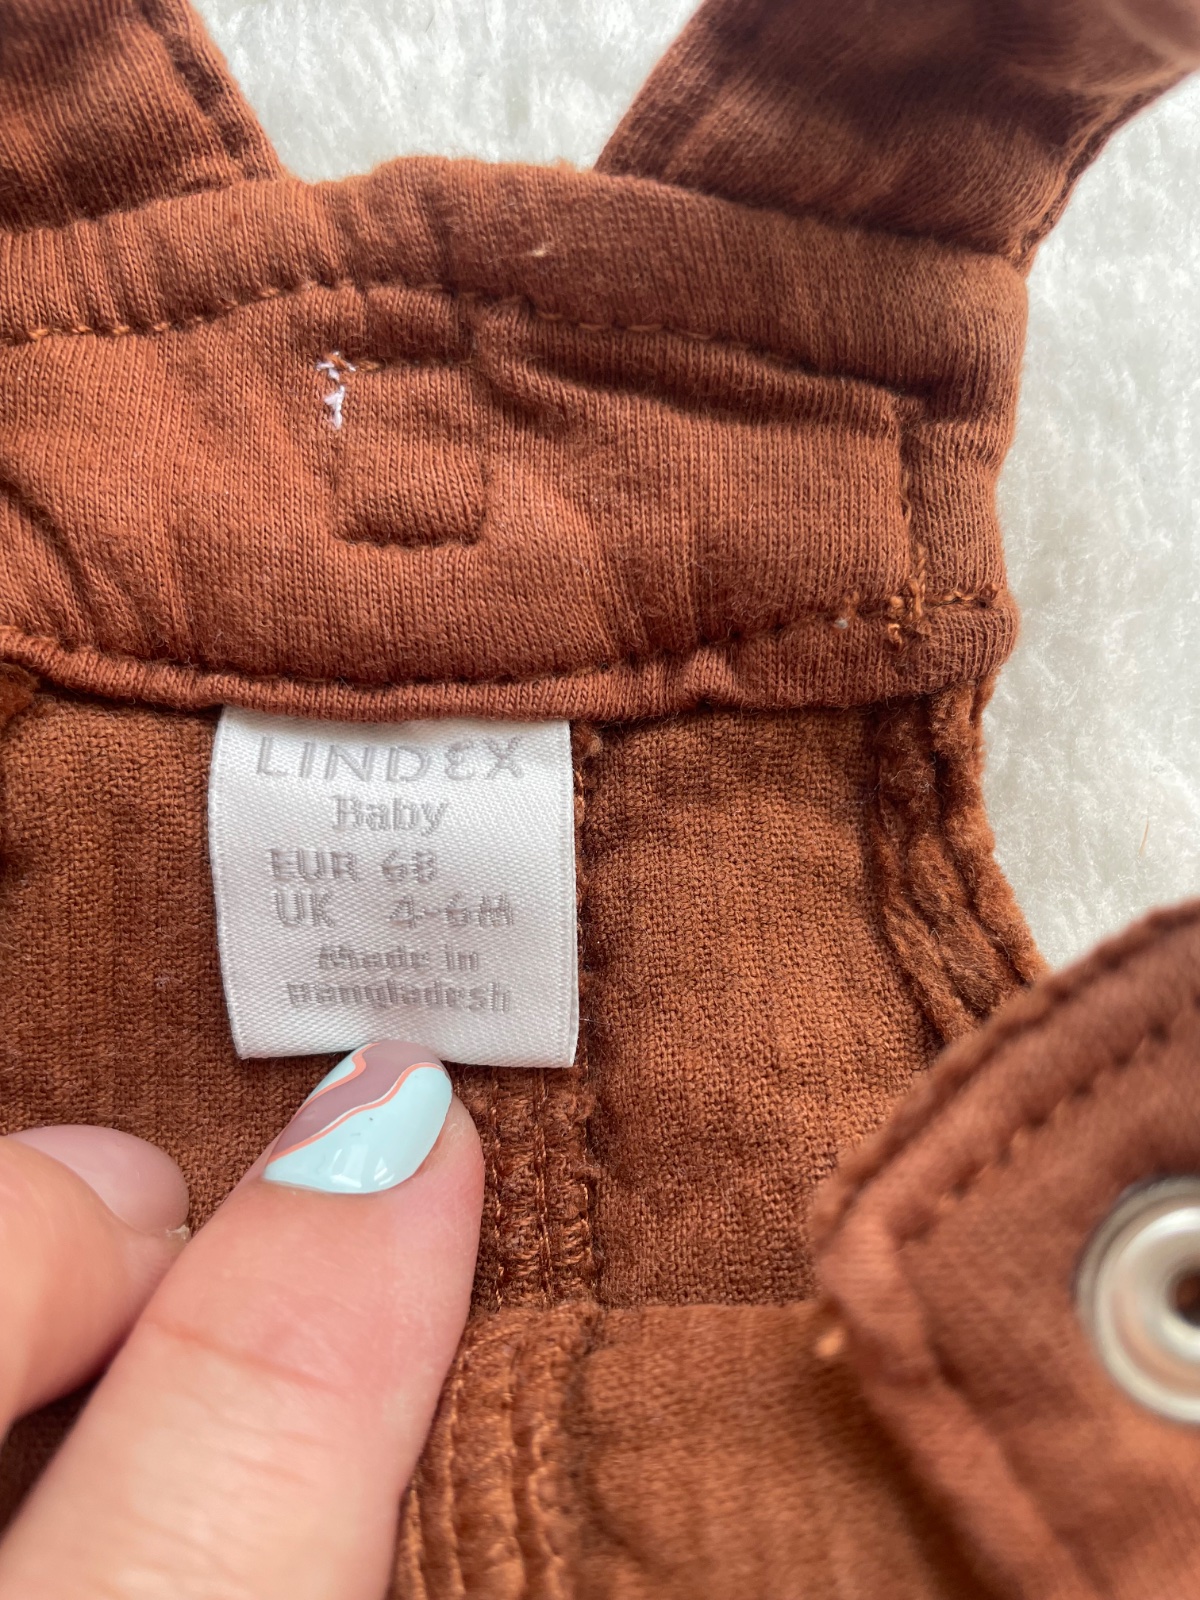 LINDEX
Baby
EUR 68
UK 4-6M
Made in
Bangladesh